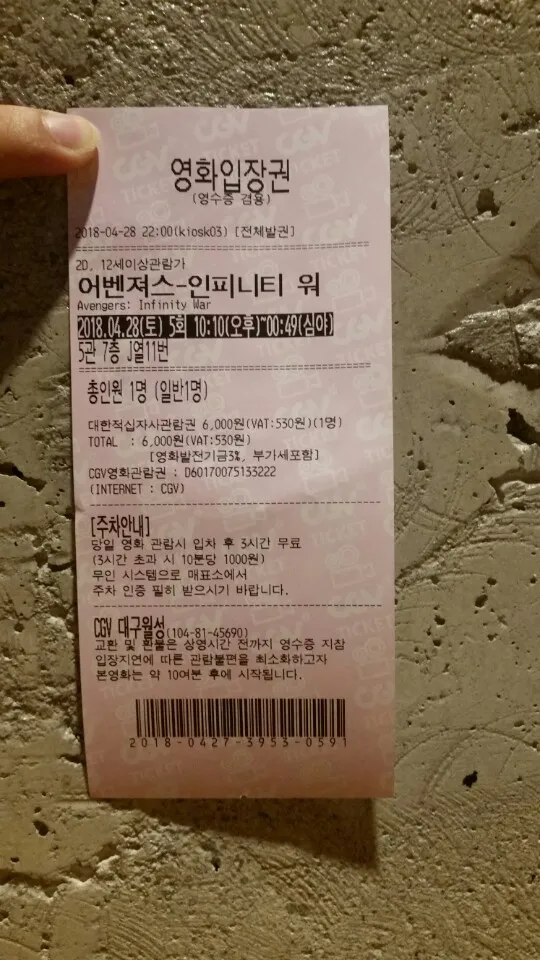 영화입장권
(영수증 겸용)
2018-04-28 22:00(kiosk03) [전체발권]
2D, 12세이상관람가
어벤져스-인피니티 워
Avengers: Infinity War
2018.04.28(토) 5회 10:10(오후)~00:49(심야)
5관 7층 J열11번
총인원 1명 (일반1명)
대한적십자사관람권 6,000원(VAT:530원)(1명)
TOTAL : 6,000원(VAT:530원)
[영화발전기금3%, 부가세포함]
CGV영화관람권 : D60170075133222
(INTERNET : CGV)
[주차안내]
당일 영화 관람시 입차 후 3시간 무료
(3시간 초과 시 10분당 1000원)
무인 시스템으로 매표소에서
주차 인증 필히 받으시기 바랍니다.
CGV 대구월성(104-81-45690)
교환 및 환불은 상영시간 전까지 영수증 지참
입장지연에 따른 관람불편을 최소화하고자
본영화는 약 10여분 후에 시작됩니다.
2018-0427-3953-0591